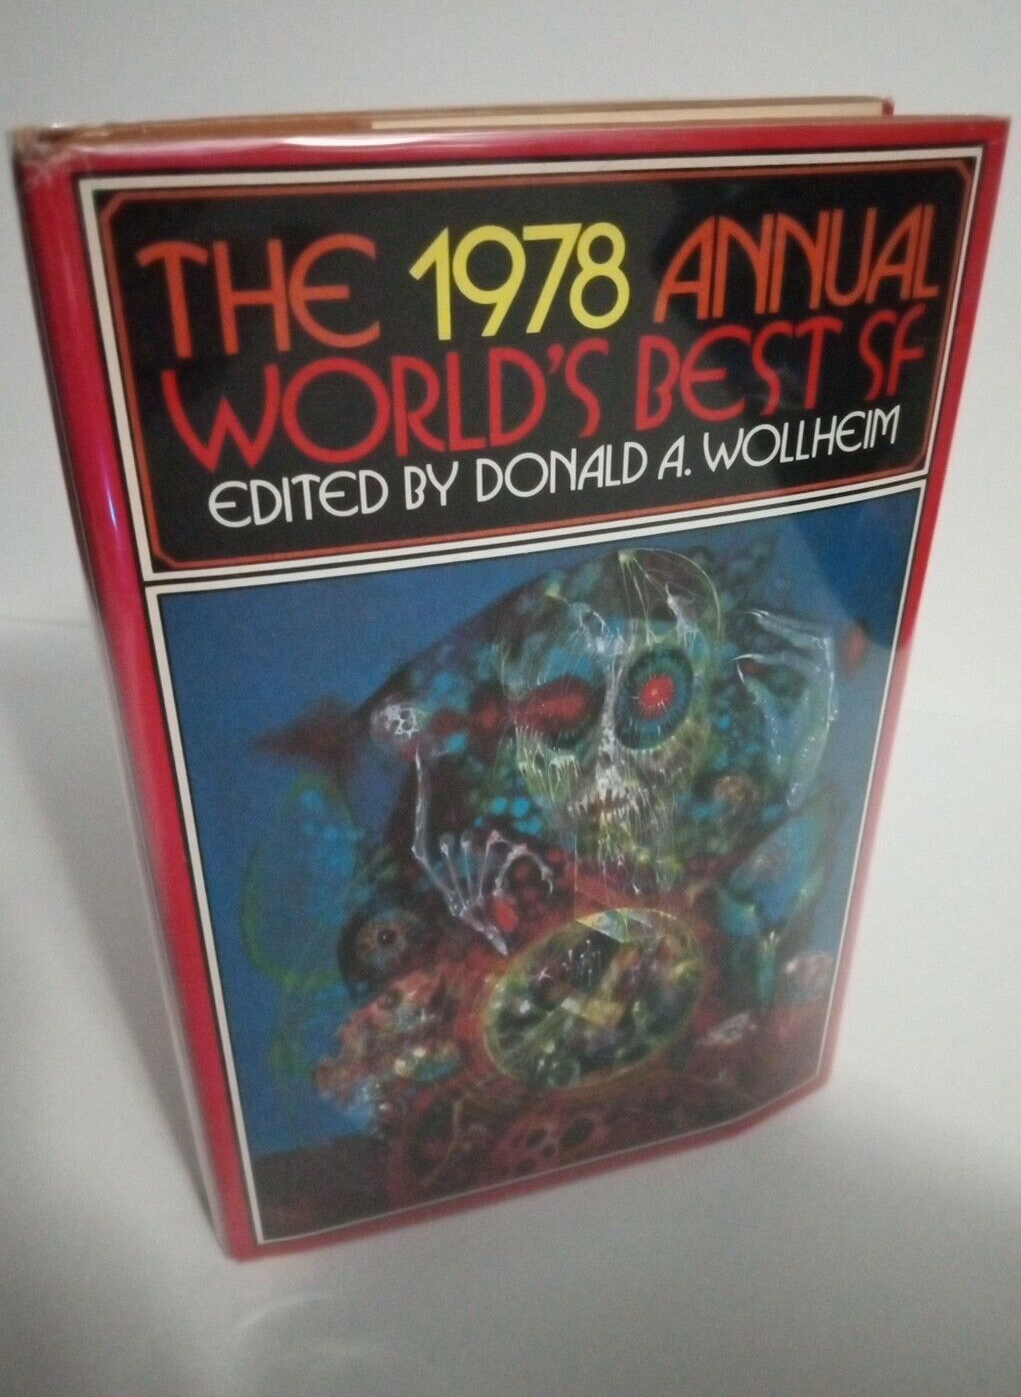 THE 1978 ANNUAL
WORLD'S BEST SF
EDITED BY DONALD A. WOLLHEIM